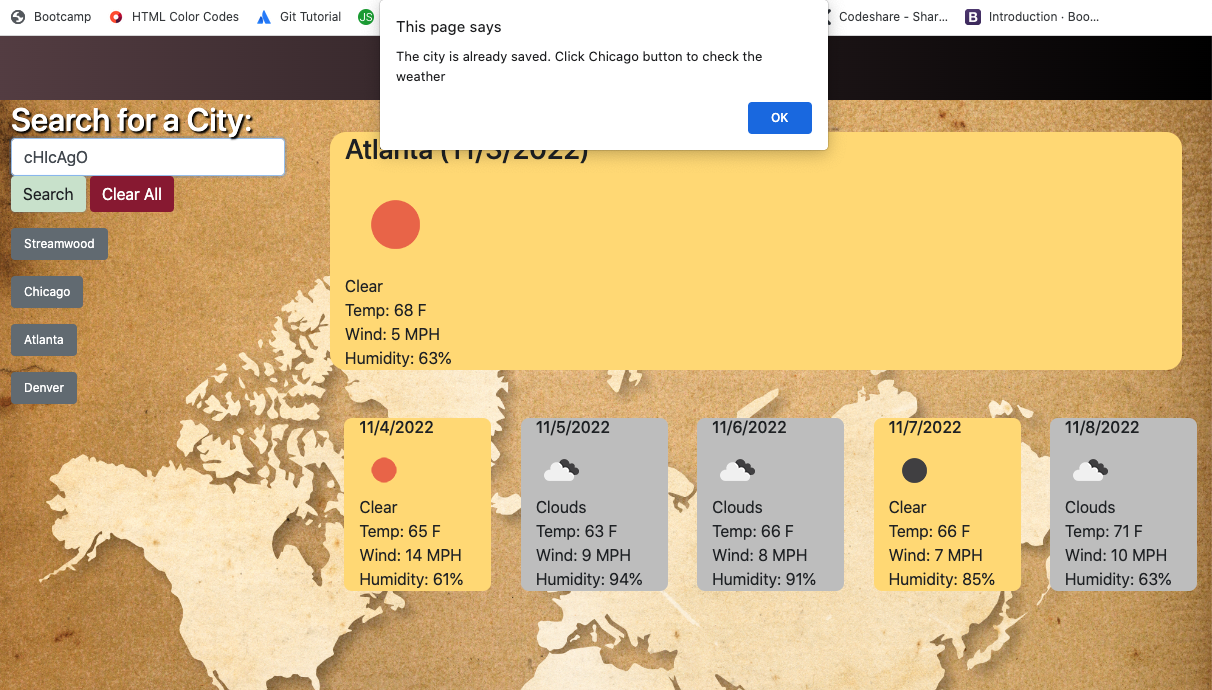 Bootcamp
HTML Color Codes
Git Tutorial
JS
Codeshare - Shar...
B
Introduction · Boo...
This page says
The city is already saved. Click Chicago button to check the
weather
OK
Search for a City:
cHIcAgO
Search
Clear All
Streamwood
Chicago
Atlanta
Denver
Atlanta (11/3/2022)
Clear
Temp: 68 F
Wind: 5 MPH
Humidity: 63%
11/4/2022
Clear
Temp: 65 F
Wind: 14 MPH
Humidity: 61%
11/5/2022
Clouds
Temp: 63 F
Wind: 9 MPH
Humidity: 94%
11/6/2022
Clouds
Temp: 66 F
Wind: 8 MPH
Humidity: 91%
11/7/2022
Clear
Temp: 66 F
Wind: 7 MPH
Humidity: 85%
11/8/2022
Clouds
Temp: 71 F
Wind: 10 MPH
Humidity: 63%